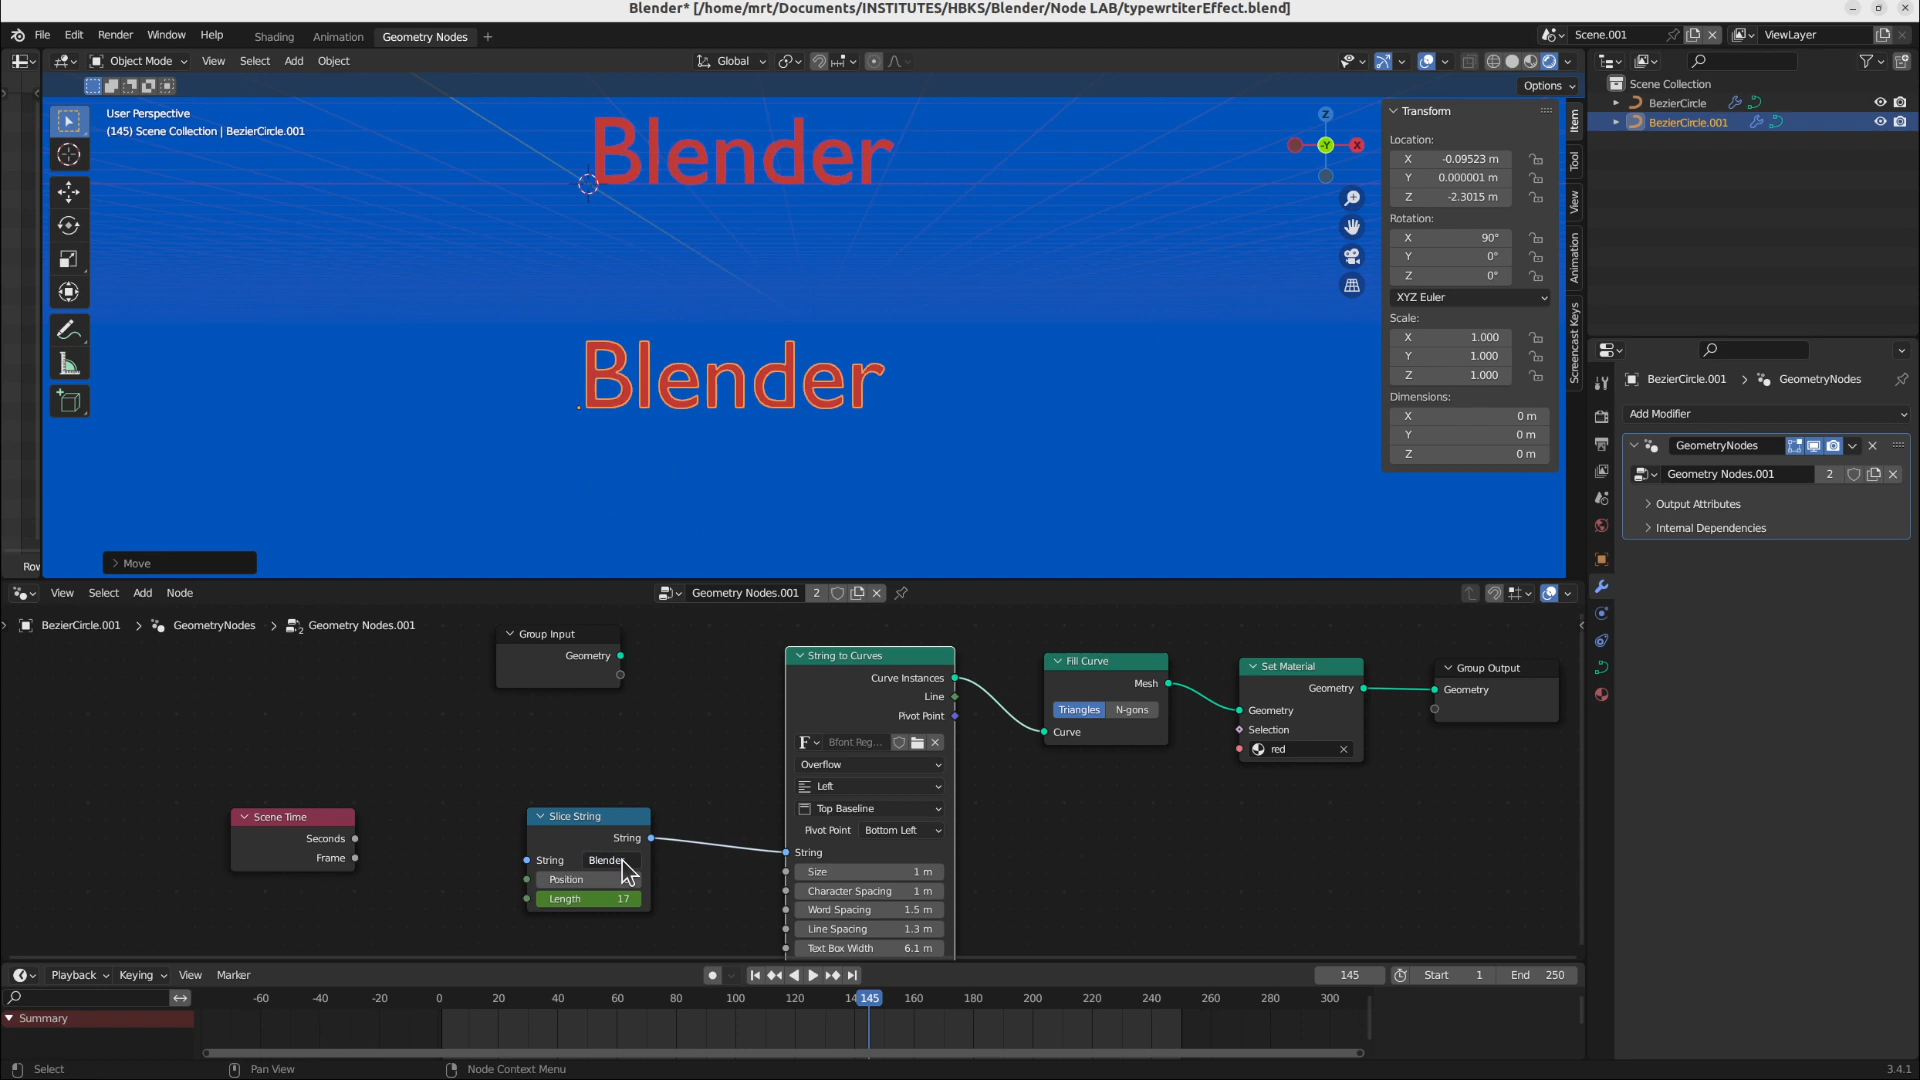 Blender* [/home/mrt/Documents/INSTITUTES/HBKS/Blender/Node LAB/typewrtiterEffect.blend]
File Edit Render Window Help Shading Animation Geometry Nodes + Scene.001 ViewLayer
Object Mode View Select Add Object Global
Options
User Perspective
(145) Scene Collection | BezierCircle.001
Blender
Blender
Z
-Y
X
Transform
Location:
X -0.09523 m
Y 0.000001 m
Z -2.3015 m
Rotation:
X 90°
Y 0°
Z 0°
XYZ Euler
Scale:
X 1.000
Y 1.000
Z 1.000
Dimensions:
X 0 m
Y 0 m
Z 0 m
Item
Tool
View
Animation
Screencast Keys
Row
Move
Scene Collection
BezierCircle
BezierCircle.001
BezierCircle.001 > GeometryNodes
Add Modifier
GeometryNodes
Geometry Nodes.001 2
Output Attributes
Internal Dependencies
View Select Add Node Geometry Nodes.001 2
BezierCircle.001 > GeometryNodes > 2 Geometry Nodes.001
Group Input
Geometry
Scene Time
Seconds
Frame
Slice String
String
String Blender
Position
Length 17
String to Curves
Curve Instances
Line
Pivot Point
F Bfont Reg...
Overflow
Left
Top Baseline
Pivot Point Bottom Left
String
Size 1 m
Character Spacing 1 m
Word Spacing 1.5 m
Line Spacing 1.3 m
Text Box Width 6.1 m
Fill Curve
Mesh
Triangles N-gons
Curve
Set Material
Geometry
Geometry
Selection
red
Group Output
Geometry
Playback Keying View Marker 145 Start 1 End 250
-60 -40 -20 0 20 40 60 80 100 120 145 160 180 200 220 240 260 280 300
Summary
Select Pan View Node Context Menu 3.4.1